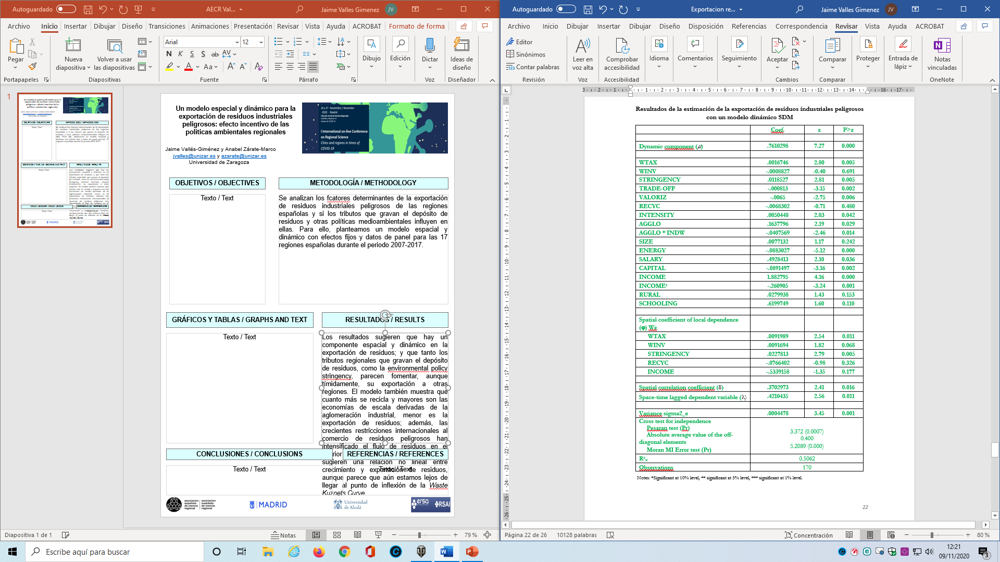 Autoguardado
AECR Val...
Jaime Valles Gimenez
JV
Archivo Inicio Insertar Dibujar Diseño Transiciones Animaciones Presentación Revisar Vista Ayuda ACROBAT Formato de forma
Pegar
Nueva diapositiva
Volver a usar las diapositivas
Arial 12
N K S S ab AV
A Aa A A
Dibujo
Edición
Dictar
Ideas de diseño
Portapapeles Diapositivas Fuente Párrafo Voz Diseñador
1
Un modelo especial y dinámico para la
exportación de residuos industriales
peligrosos: efecto incentivo de las
políticas ambientales regionales
Jaime Vallés-Giménez y Anabel Zárate-Marco
jvalles@unizar.es y azarate@unizar.es
Universidad de Zaragoza
26 y 27 · Noviembre | November
· 2020 · Madrid
I International on-line Conference
on Regional Science
Cities and regions in times of
COVID-19
OBJETIVOS / OBJECTIVES
Texto / Text
METODOLOGÍA / METHODOLOGY
Se analizan los fcatores determinantes de la exportación
de residuos industriales peligrosos de las regiones
españolas y si los tributos que gravan el depósito de
residuos y otras políticas medioambientales influyen en
ellas. Para ello, planteamos un modelo espacial y
dinámico con efectos fijos y datos de panel para las 17
regiones españolas durante el periodo 2007-2017.
GRÁFICOS Y TABLAS / GRAPHS AND TEXT
Texto / Text
RESULTADOS / RESULTS
Los resultados sugieren que hay un
componente espacial y dinámico en la
exportación de residuos; y que tanto los
tributos regionales que gravan el depósito
de residuos, como la environmental policy
stringency, parecen fomentar, aunque
tímidamente, su exportación a otras
regiones. El modelo también muestra que
cuanto más se recicla y mayores son las
economías de escala derivadas de la
aglomeración industrial, menor es la
exportación de residuos; además, las
crecientes restricciones internacionales al
comercio de residuos peligrosos han
intensificado el flujo de residuos en el
sugieren una relación no lineal entre
crecimiento y exportación de residuos,
aunque parece que aún estamos lejos de
llegar al punto de inflexión de la Waste
Kuznets Curve
CONCLUSIONES / CONCLUSIONS
Texto / Text
REFERENCIAS / REFERENCES
Texto / Text
asociación española de ciencia regional
asociación madrileña de ciencia regional
MADRID
Universidad de Alcalá
ersa RSAI
Diapositiva 1 de 1
Notas
79 %
Autoguardado
Exportacion re...
Jaime Valles Gimenez
JV
Archivo Inicio Dibujar Insertar Dibujar Diseño Disposición Referencias Correspondencia Revisar Vista Ayuda ACROBAT
Editor
Sinónimos
Contar palabras
Leer en voz alta
Comprobar accesibilidad
Idioma
Comentarios
Seguimiento
Aceptar
Comparar
Proteger
Entrada de lápiz
Notas vinculadas
Revisión Voz Accesibilidad Cambios Comparar OneNote
Resultados de la estimación de la exportación de residuos industriales peligrosos
con un modelo dinámico SDM
Coef. z P>z
Dynamic component (μ) .7610298 7.27 0.000
WTAX .0016746 2.80 0.005
WINV -.0008827 -0.40 0.691
STRINGENCY .0118527 2.81 0.005
TRADE-OFF -.000813 -3.15 0.002
VALORIZ -.0065 -2.75 0.006
RECYC -.0068302 -0.71 0.480
INTENSITY .0050448 2.03 0.042
AGGLO .1637796 2.19 0.029
AGGLO * INDW -.0407569 -2.46 0.014
SIZE .0077132 1.17 0.242
ENERGY -.0883027 -5.12 0.000
SALARY .4928413 2.10 0.036
CAPITAL -.0891497 -3.16 0.002
INCOME 1.882795 4.16 0.000
INCOME² -.260905 -3.24 0.001
RURAL .0279938 1.43 0.153
SCHOOLING .6199749 1.60 0.110
Spatial coefficient of local dependence
(φ) Wz
WTAX .0091989 2.54 0.011
WINV .0091694 1.82 0.068
STRINGENCY .0227813 2.79 0.005
RECYC -.0766402 -0.98 0.326
INCOME -.5339158 -1.35 0.177
Spatial correlation coefficient (δ) .3702973 2.41 0.016
Space-time lagged dependent variable (λ) .4210435 2.56 0.011
Variance sigma2_e .0004478 3.45 0.001
Cross test for independence
Pesaran test (Pr) 3.372 (0.0007)
Absolute average value of the off-
diagonal elements 0.400
Moran MI Error test (Pr) 5.2089 (0.000)
R²w 0.5062
Observations 170
Notes: *Significant at 10% level, ** significant at 5% level, *** significant at 1% level.
22
Página 22 de 26
10128 palabras
Concentración
80 %
Escribe aquí para buscar
12:21
09/11/2020
3